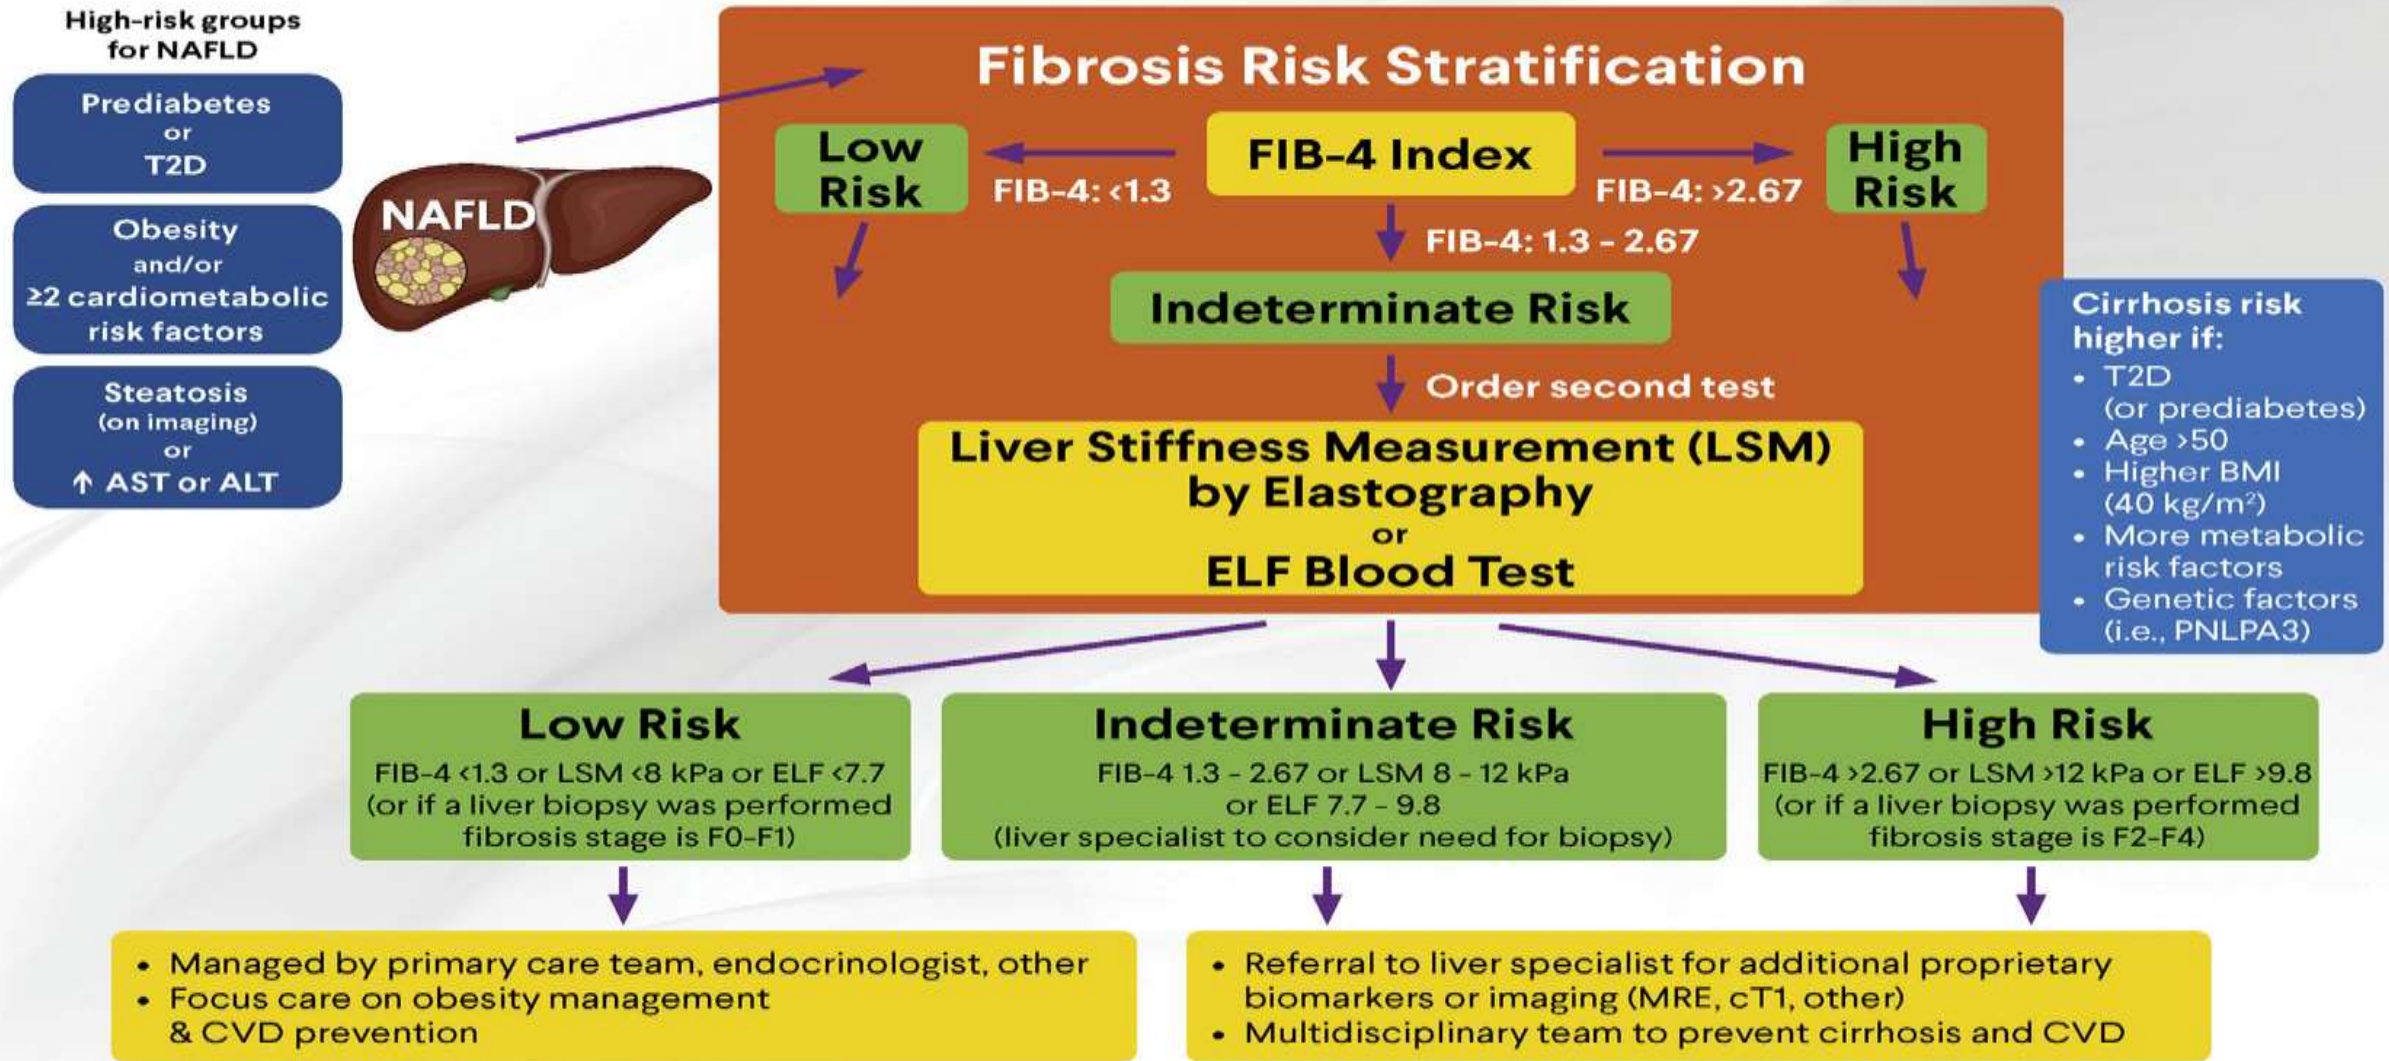 High-risk groups
for NAFLD
Prediabetes
or
T2D
Obesity
and/or
≥2 cardiometabolic
risk factors
Steatosis
(on imaging)
or
↑ AST or ALT
NAFLD
Fibrosis Risk Stratification
Low
Risk
FIB-4: <1.3
FIB-4 Index
FIB-4: >2.67
High
Risk
FIB-4: 1.3 - 2.67
Indeterminate Risk
Order second test
Liver Stiffness Measurement (LSM)
by Elastography
or
ELF Blood Test
Cirrhosis risk
higher if:
• T2D
(or prediabetes)
• Age >50
• Higher BMI
(40 kg/m²)
• More metabolic
risk factors
• Genetic factors
(i.e., PNLPA3)
Low Risk
FIB-4 <1.3 or LSM <8 kPa or ELF <7.7
(or if a liver biopsy was performed
fibrosis stage is F0-F1)
Indeterminate Risk
FIB-4 1.3 - 2.67 or LSM 8 - 12 kPa
or ELF 7.7 - 9.8
(liver specialist to consider need for biopsy)
High Risk
FIB-4 >2.67 or LSM >12 kPa or ELF >9.8
(or if a liver biopsy was performed
fibrosis stage is F2-F4)
• Managed by primary care team, endocrinologist, other
• Focus care on obesity management
& CVD prevention
• Referral to liver specialist for additional proprietary
biomarkers or imaging (MRE, cT1, other)
• Multidisciplinary team to prevent cirrhosis and CVD